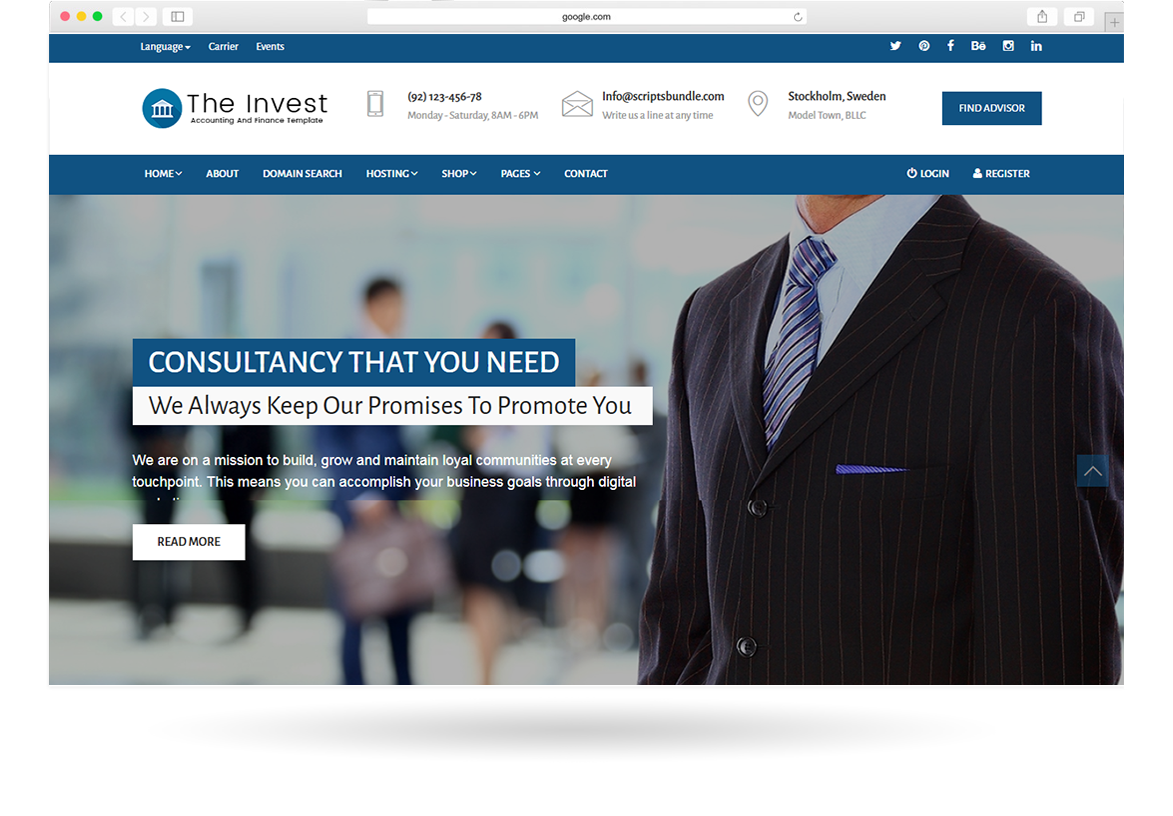 google.com
Language Carrier Events
Bē
The Invest
Accounting And Finance Template
(92) 123-456-78
Monday - Saturday, 8AM - 6PM
Info@scriptsbundle.com
Write us a line at any time
Stockholm, Sweden
Model Town, BLLC
FIND ADVISOR
HOME ABOUT DOMAIN SEARCH HOSTING SHOP PAGES CONTACT LOGIN REGISTER
CONSULTANCY THAT YOU NEED
We Always Keep Our Promises To Promote You
We are on a mission to build, grow and maintain loyal communities at every
touchpoint. This means you can accomplish your business goals through digital
READ MORE